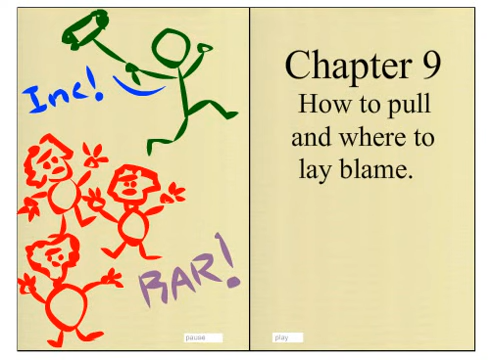 Inc!
RAR!
pause
Chapter 9
How to pull
and where to
lay blame.
play